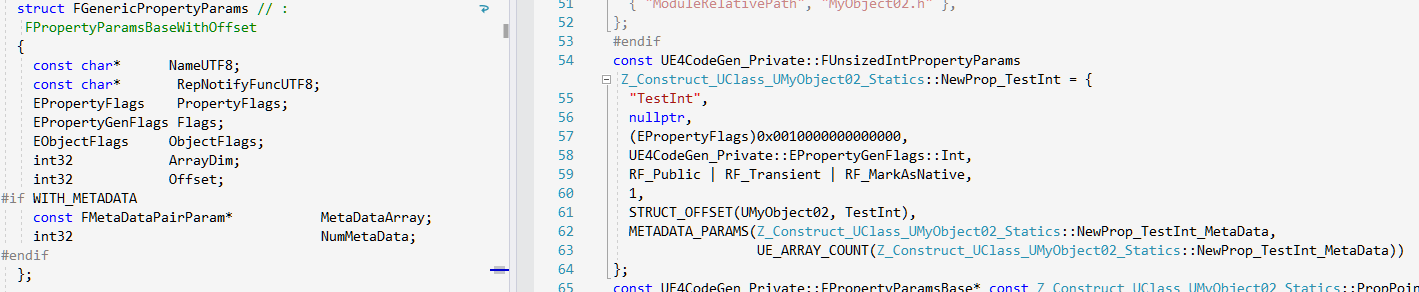 struct FGenericPropertyParams // :
FPropertyParamsBaseWithOffset
{
const char* NameUTF8;
const char* RepNotifyFuncUTF8;
EPropertyFlags PropertyFlags;
EPropertyGenFlags Flags;
EObjectFlags ObjectFlags;
int32 ArrayDim;
int32 Offset;
#if WITH_METADATA
const FMetaDataPairParam* MetaDataArray;
int32 NumMetaData;
#endif
};
51 { "ModuleRelativePath", "MyObject02.h" },
52 };
53 #endif
54 const UE4CodeGen_Private::FUnsizedIntPropertyParams
Z_Construct_UClass_UMyObject02_Statics::NewProp_TestInt = {
55 "TestInt",
56 nullptr,
57 (EPropertyFlags)0x0010000000000000,
58 UE4CodeGen_Private::EPropertyGenFlags::Int,
59 RF_Public | RF_Transient | RF_MarkAsNative,
60 1,
61 STRUCT_OFFSET(UMyObject02, TestInt),
62 METADATA_PARAMS(Z_Construct_UClass_UMyObject02_Statics::NewProp_TestInt_MetaData,
63 UE_ARRAY_COUNT(Z_Construct_UClass_UMyObject02_Statics::NewProp_TestInt_MetaData))
64 };
65 const UE4CodeGen_Private::FPropertyParamsBase* const Z_Construct_UClass_UMyObject02_Statics::PropPoin